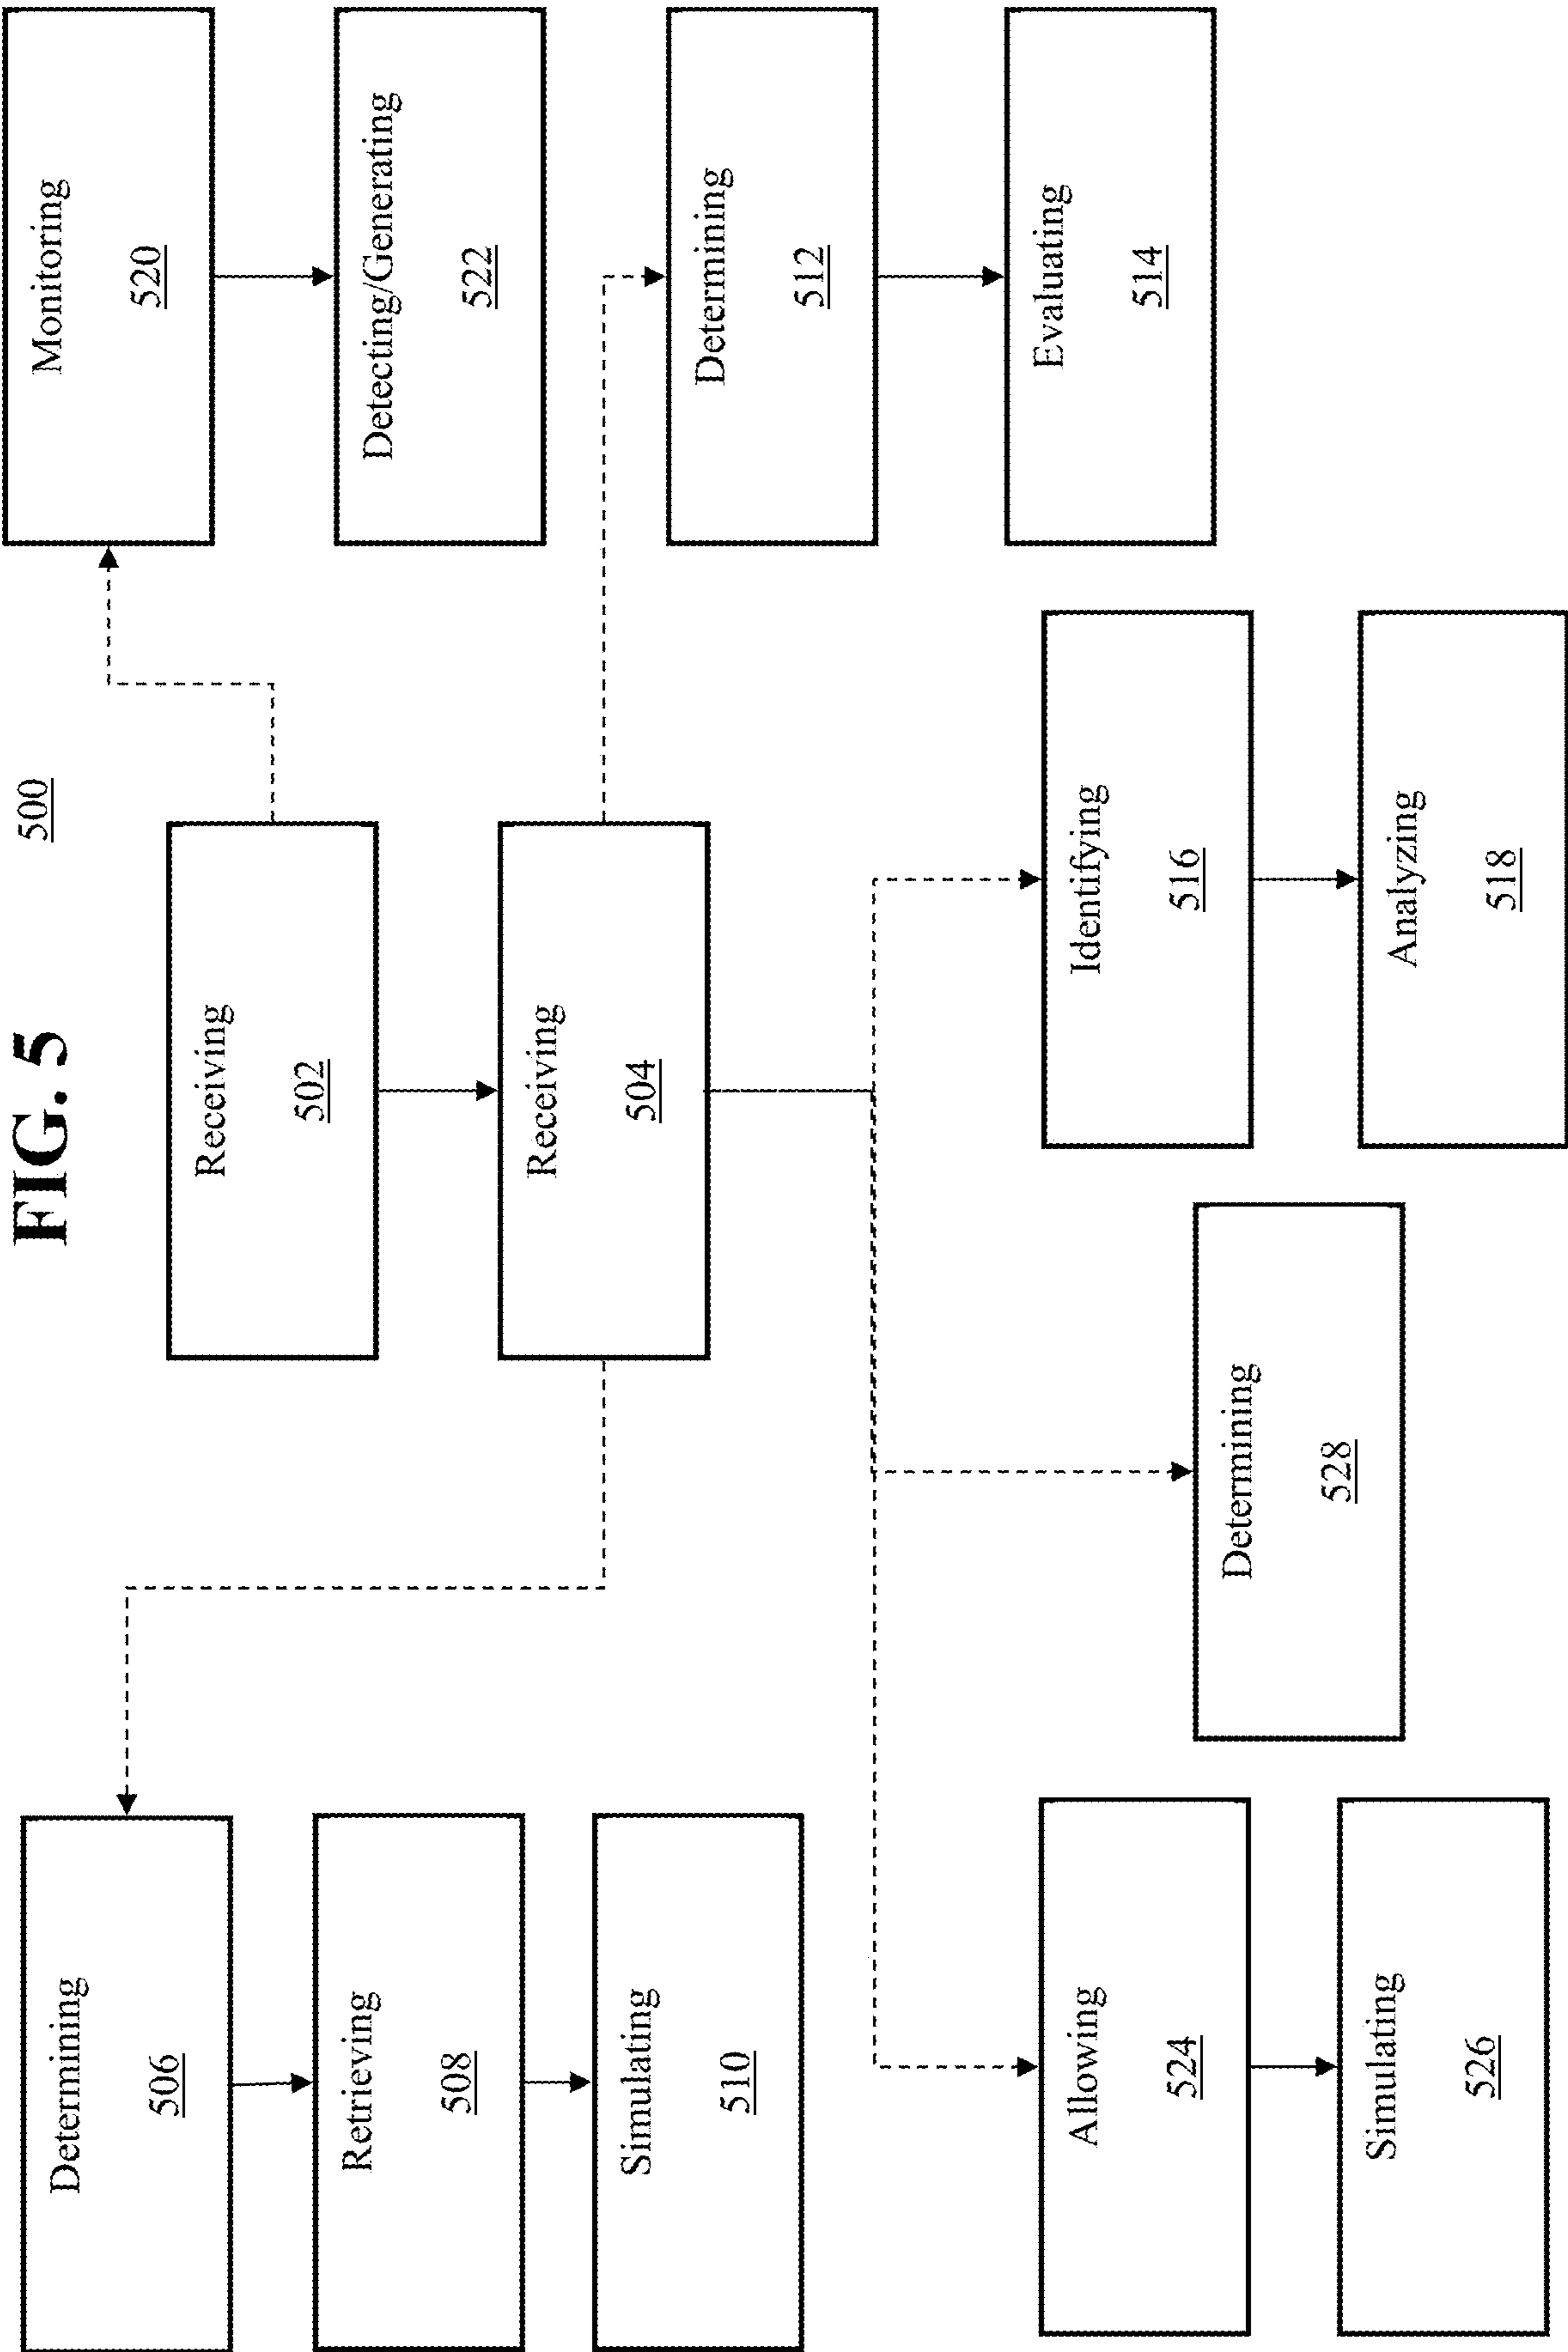 FIG. 5
500
Receiving
502
Receiving
504
Determining
506
Retrieving
508
Simulating
510
Monitoring
520
Detecting/Generating
522
Determining
512
Evaluating
514
Identifying
516
Analyzing
518
Determining
528
Allowing
524
Simulating
526